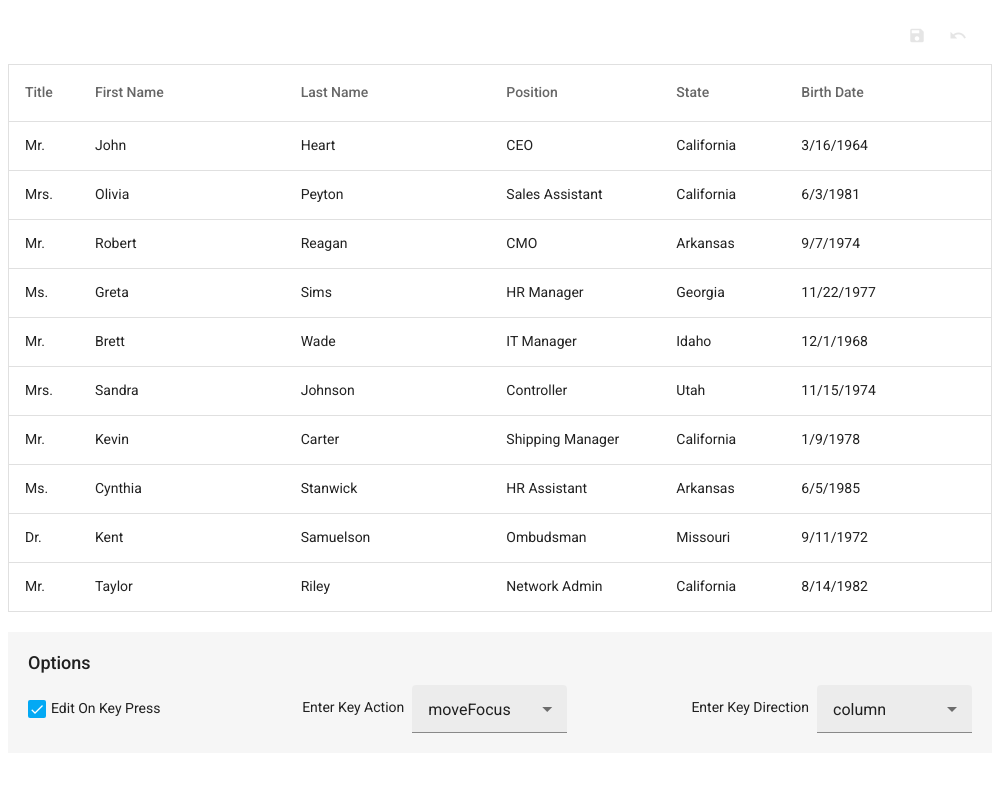 Title First Name Last Name Position State Birth Date
Mr. John Heart CEO California 3/16/1964
Mrs. Olivia Peyton Sales Assistant California 6/3/1981
Mr. Robert Reagan CMO Arkansas 9/7/1974
Ms. Greta Sims HR Manager Georgia 11/22/1977
Mr. Brett Wade IT Manager Idaho 12/1/1968
Mrs. Sandra Johnson Controller Utah 11/15/1974
Mr. Kevin Carter Shipping Manager California 1/9/1978
Ms. Cynthia Stanwick HR Assistant Arkansas 6/5/1985
Dr. Kent Samuelson Ombudsman Missouri 9/11/1972
Mr. Taylor Riley Network Admin California 8/14/1982
Options
Edit On Key Press Enter Key Action moveFocus Enter Key Direction column